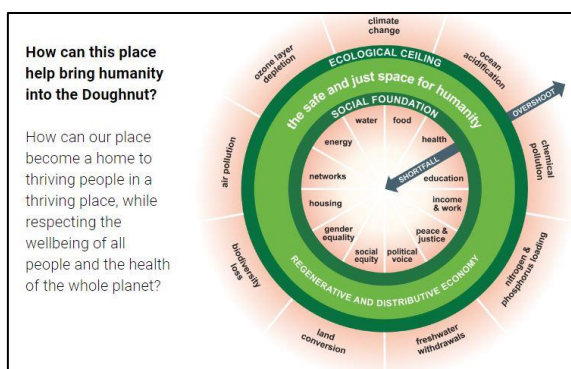 How can this place
help bring humanity
into the Doughnut?
How can our place
become a home to
thriving people in a
thriving place, while
respecting the
wellbeing of all
people and the health
of the whole planet?
climate
change
ocean
acidification
chemical
pollution
nitrogen &
phosphorus loading
freshwater
withdrawals
land
conversion
biodiversity
loss
air pollution
ozone layer
depletion
ECOLOGICAL CEILING
the safe and just space for humanity
SOCIAL FOUNDATION
OVERSHOOT
SHORTFALL
water
food
health
education
income
& work
peace &
justice
political
voice
social
equity
gender
equality
housing
networks
energy
REGENERATIVE AND DISTRIBUTIVE ECONOMY